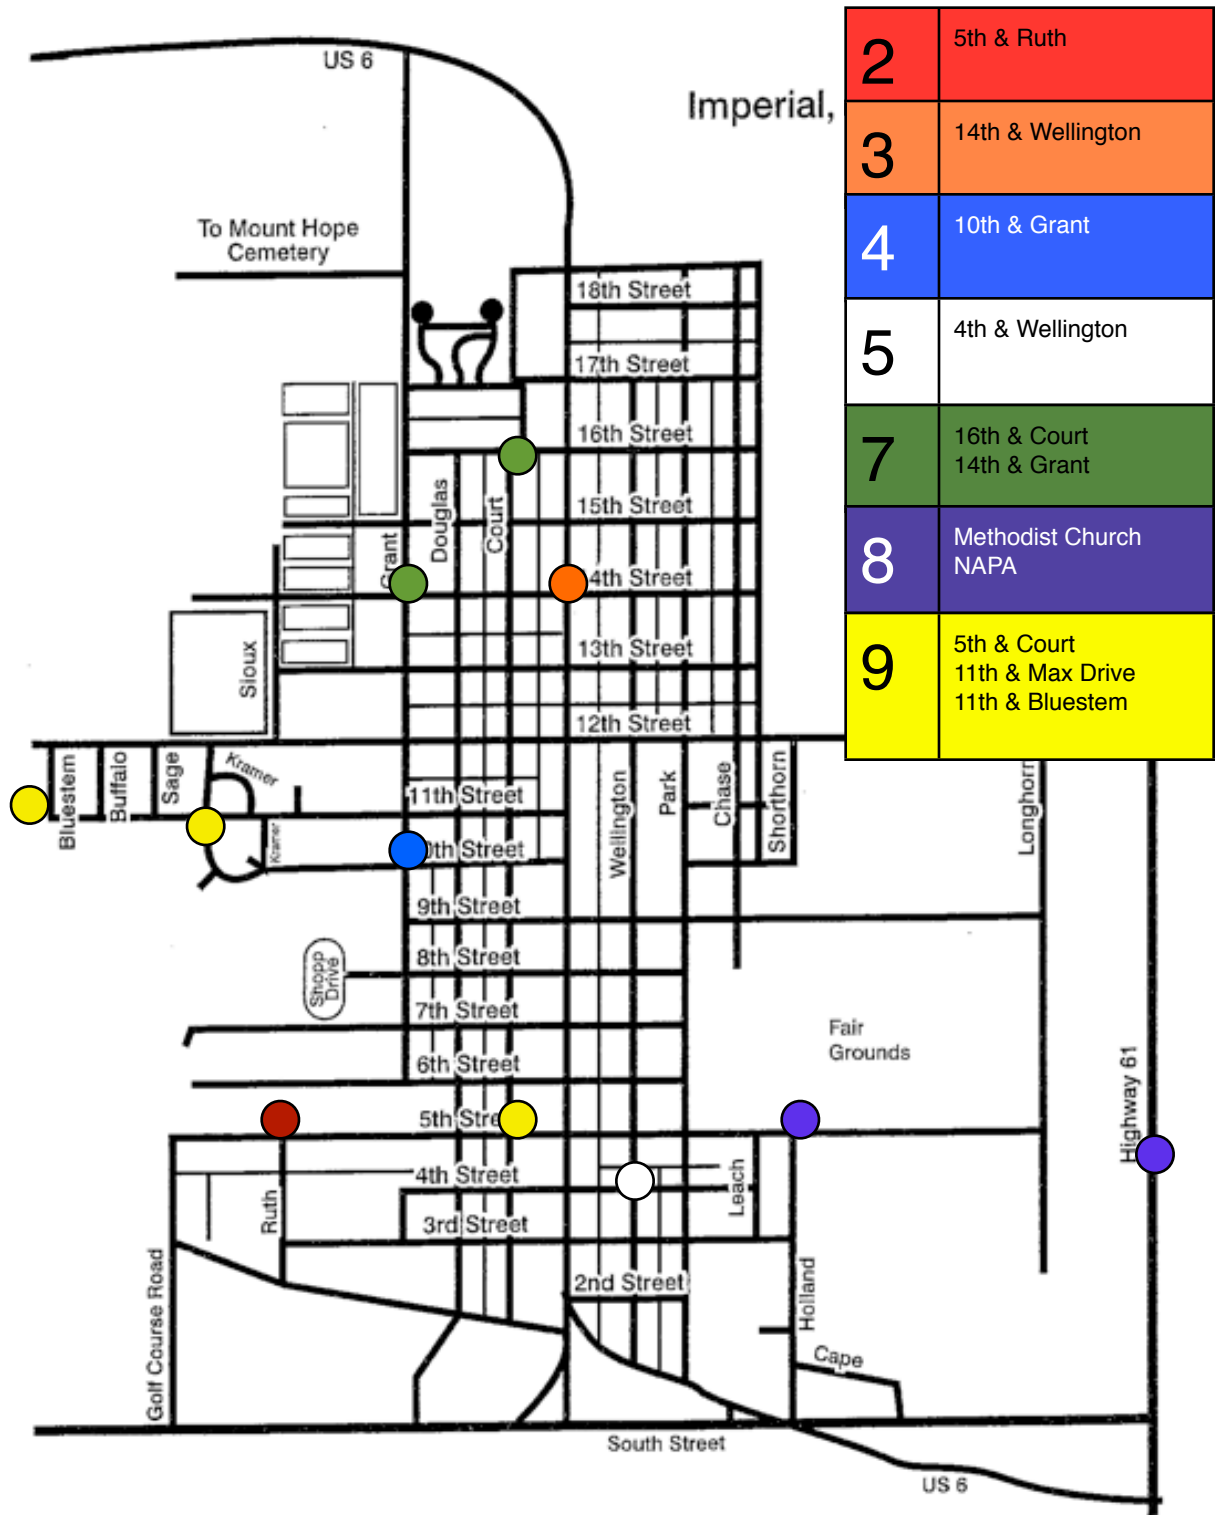 US 6
Imperial,
2
5th & Ruth
3
14th & Wellington
4
10th & Grant
5
4th & Wellington
7
16th & Court
14th & Grant
8
Methodist Church
NAPA
9
5th & Court
11th & Max Drive
11th & Bluestem
To Mount Hope
Cemetery
18th Street
17th Street
16th Street
Douglas
Court
15th Street
Grant
4th Street
13th Street
Sioux
12th Street
Bluestem
Buffalo
Sage
Kramer
11th Street
Wellington
Park
Chase
Shorthorn
Longhorn
Kramer
0th Street
9th Street
8th Street
Shopp
Drive
7th Street
Fair
Grounds
6th Street
Highway 61
5th Stre
4th Street
Leach
Ruth
3rd Street
2nd Street
Holland
Golf Course Road
Cape
South Street
US 6